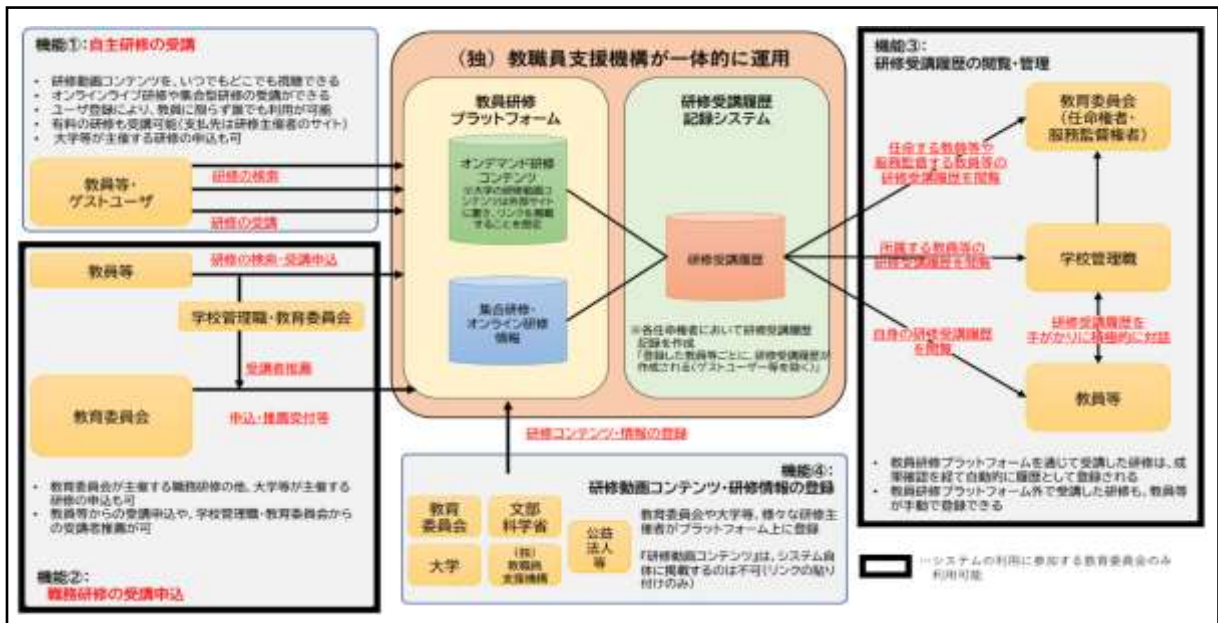 機能①：自主研修の受講
• 研修動画コンテンツを、いつでもどこでも視聴できる
• オンラインライブ研修や集合型研修の受講ができる
• ユーザ登録により、教員に限らず誰でも利用が可能
• 有料の研修も受講可能（支払先は研修主催者のサイト）
• 大学等が主催する研修の申込も可
教員等・
ゲストユーザ
研修の検索
研修の受講
教員等
研修の検索・受講申込
学校管理職・教育委員会
受講者推薦
教育委員会
申込・推薦受付等
• 教育委員会が主催する職務研修の他、大学等が主催する
研修の申込も可
• 教員等からの受講申込や、学校管理職・教育委員会から
の受講者推薦が可
機能②：
職務研修の受講申込
（独）教職員支援機構が一体的に運用
教員研修
プラットフォーム
オンデマンド研修
コンテンツ
※大学の研修動画コ
ンテンツは外部サイト
に置き、リンクを掲載
することを想定
集合研修・
オンライン研修
情報
研修受講履歴
記録システム
研修受講履歴
※各任命権者において研修受講履歴
記録を作成
「登録した教員等ごとに、研修受講履歴が
作成される（ゲストユーザー等を除く）」
研修コンテンツ・情報の登録
機能④：
研修動画コンテンツ・研修情報の登録
教育
委員会
文部
科学省
公益
法人
等
大学
（独）
教職員
支援機構
教育委員会や大学等、様々な研修主
催者がプラットフォーム上に登録
『研修動画コンテンツ』は、システム自
体に掲載するのは不可（リンクの貼り
付けのみ）
機能③：
研修受講履歴の閲覧・管理
教育委員会
（任命権者・
服務監督権者）
任命する教員等や
服務監督する教員等の
研修受講履歴を閲覧
所属する教員等の
研修受講履歴を閲覧
学校管理職
自身の研修受講履歴
を閲覧
研修受講履歴を
手がかりに積極的に対話
教員等
• 教員研修プラットフォームを通じて受講した研修は、成
果確認を経て自動的に履歴として登録される
• 教員研修プラットフォーム外で受講した研修も、教員等
が手動で登録できる
…システムの利用に参加する教育委員会のみ
利用可能